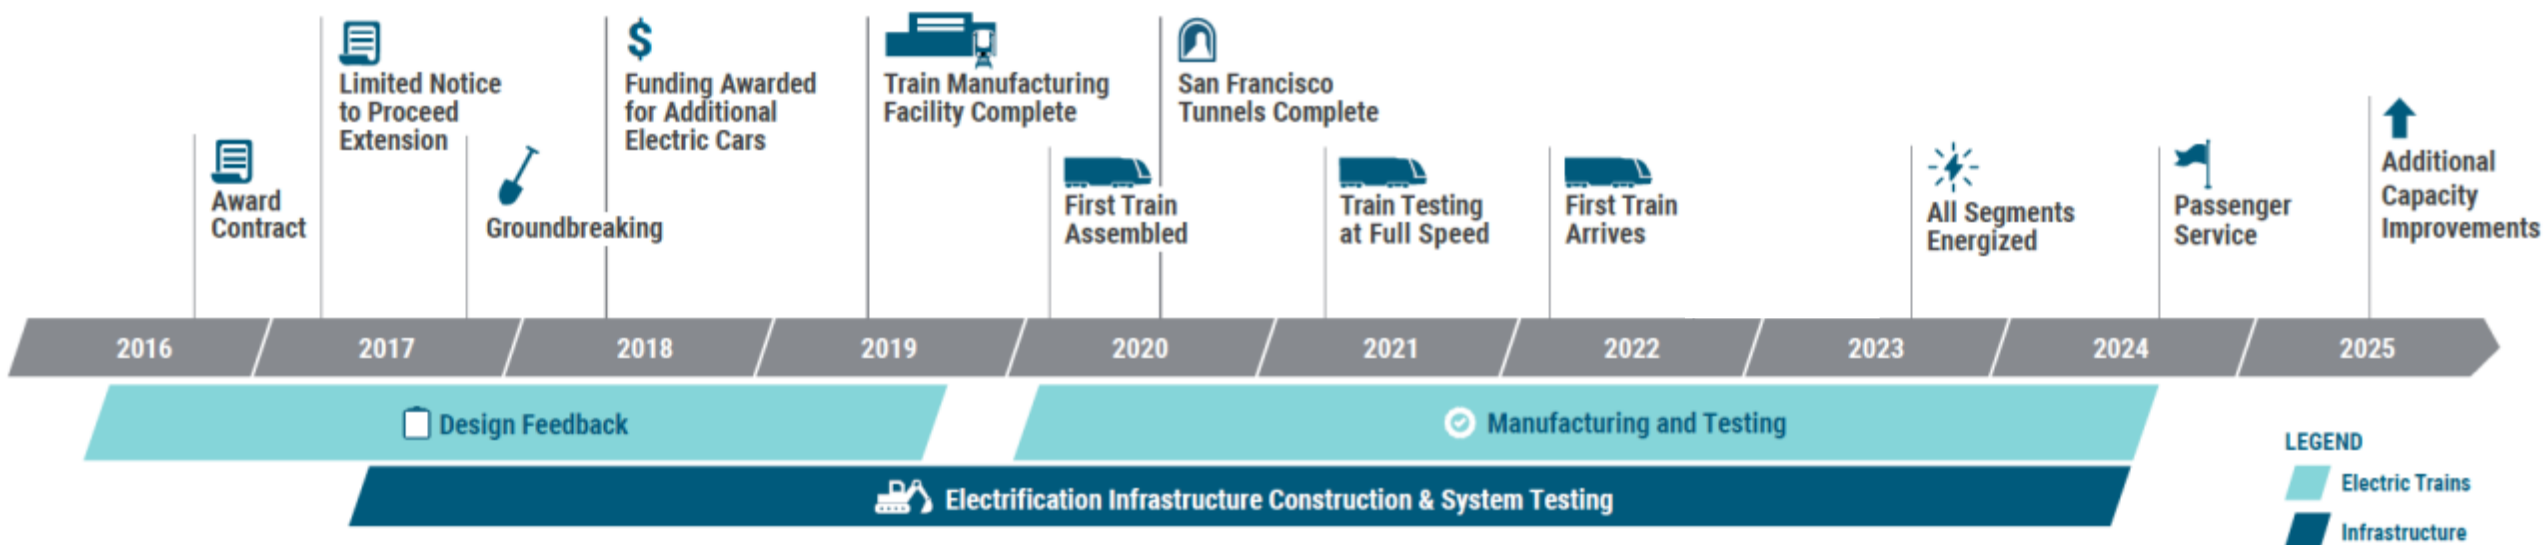 Limited Notice
to Proceed
Extension
Funding Awarded
for Additional
Electric Cars
Train Manufacturing
Facility Complete
San Francisco
Tunnels Complete
Award
Contract
Groundbreaking
First Train
Assembled
Train Testing
at Full Speed
First Train
Arrives
All Segments
Energized
Passenger
Service
Additional
Capacity
Improvements
2016
2017
2018
2019
2020
2021
2022
2023
2024
2025
Design Feedback
Manufacturing and Testing
Electrification Infrastructure Construction & System Testing
LEGEND
Electric Trains
Infrastructure